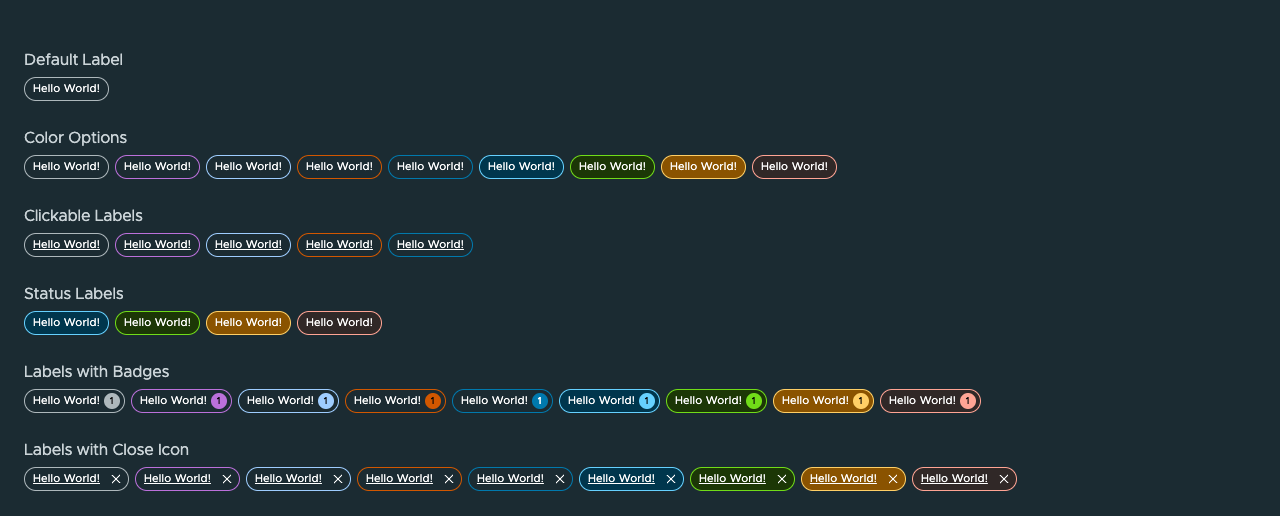 Default Label
Hello World!
Color Options
Hello World! Hello World! Hello World! Hello World! Hello World! Hello World! Hello World! Hello World! Hello World!
Clickable Labels
Hello World! Hello World! Hello World! Hello World! Hello World!
Status Labels
Hello World! Hello World! Hello World! Hello World!
Labels with Badges
Hello World! 1 Hello World! 1 Hello World! 1 Hello World! 1 Hello World! 1 Hello World! 1 Hello World! 1 Hello World! 1 Hello World! 1
Labels with Close Icon
Hello World! Hello World! Hello World! Hello World! Hello World! Hello World! Hello World! Hello World! Hello World!